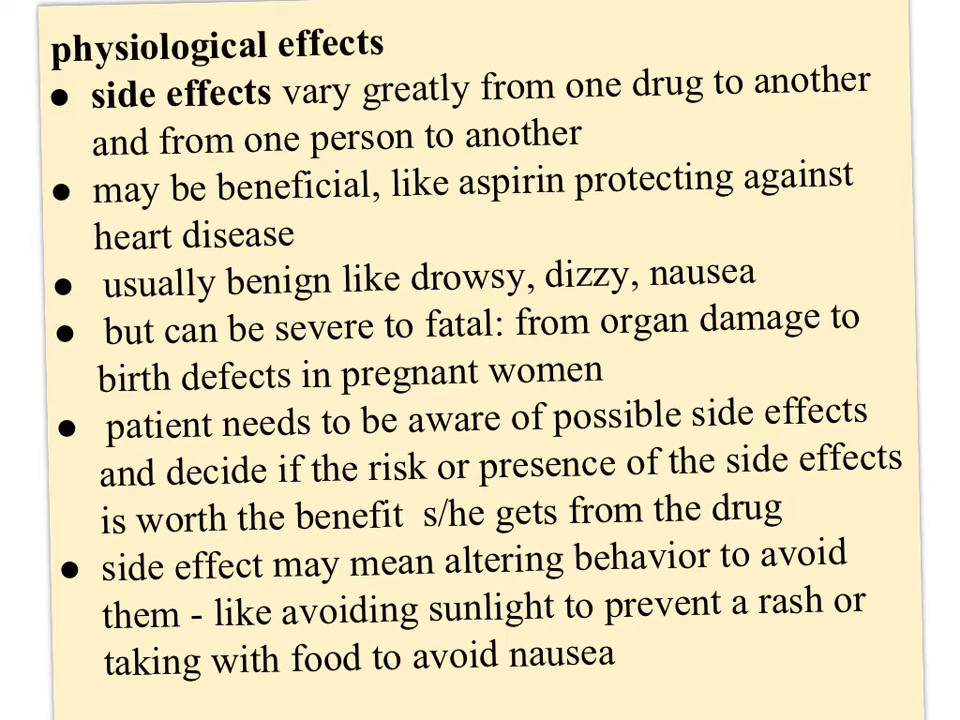 physiological effects
● side effects vary greatly from one drug to another
and from one person to another
● may be beneficial, like aspirin protecting against
heart disease
● usually benign like drowsy, dizzy, nausea
● but can be severe to fatal: from organ damage to
birth defects in pregnant women
● patient needs to be aware of possible side effects
and decide if the risk or presence of the side effects
is worth the benefit s/he gets from the drug
● side effect may mean altering behavior to avoid
them - like avoiding sunlight to prevent a rash or
taking with food to avoid nausea